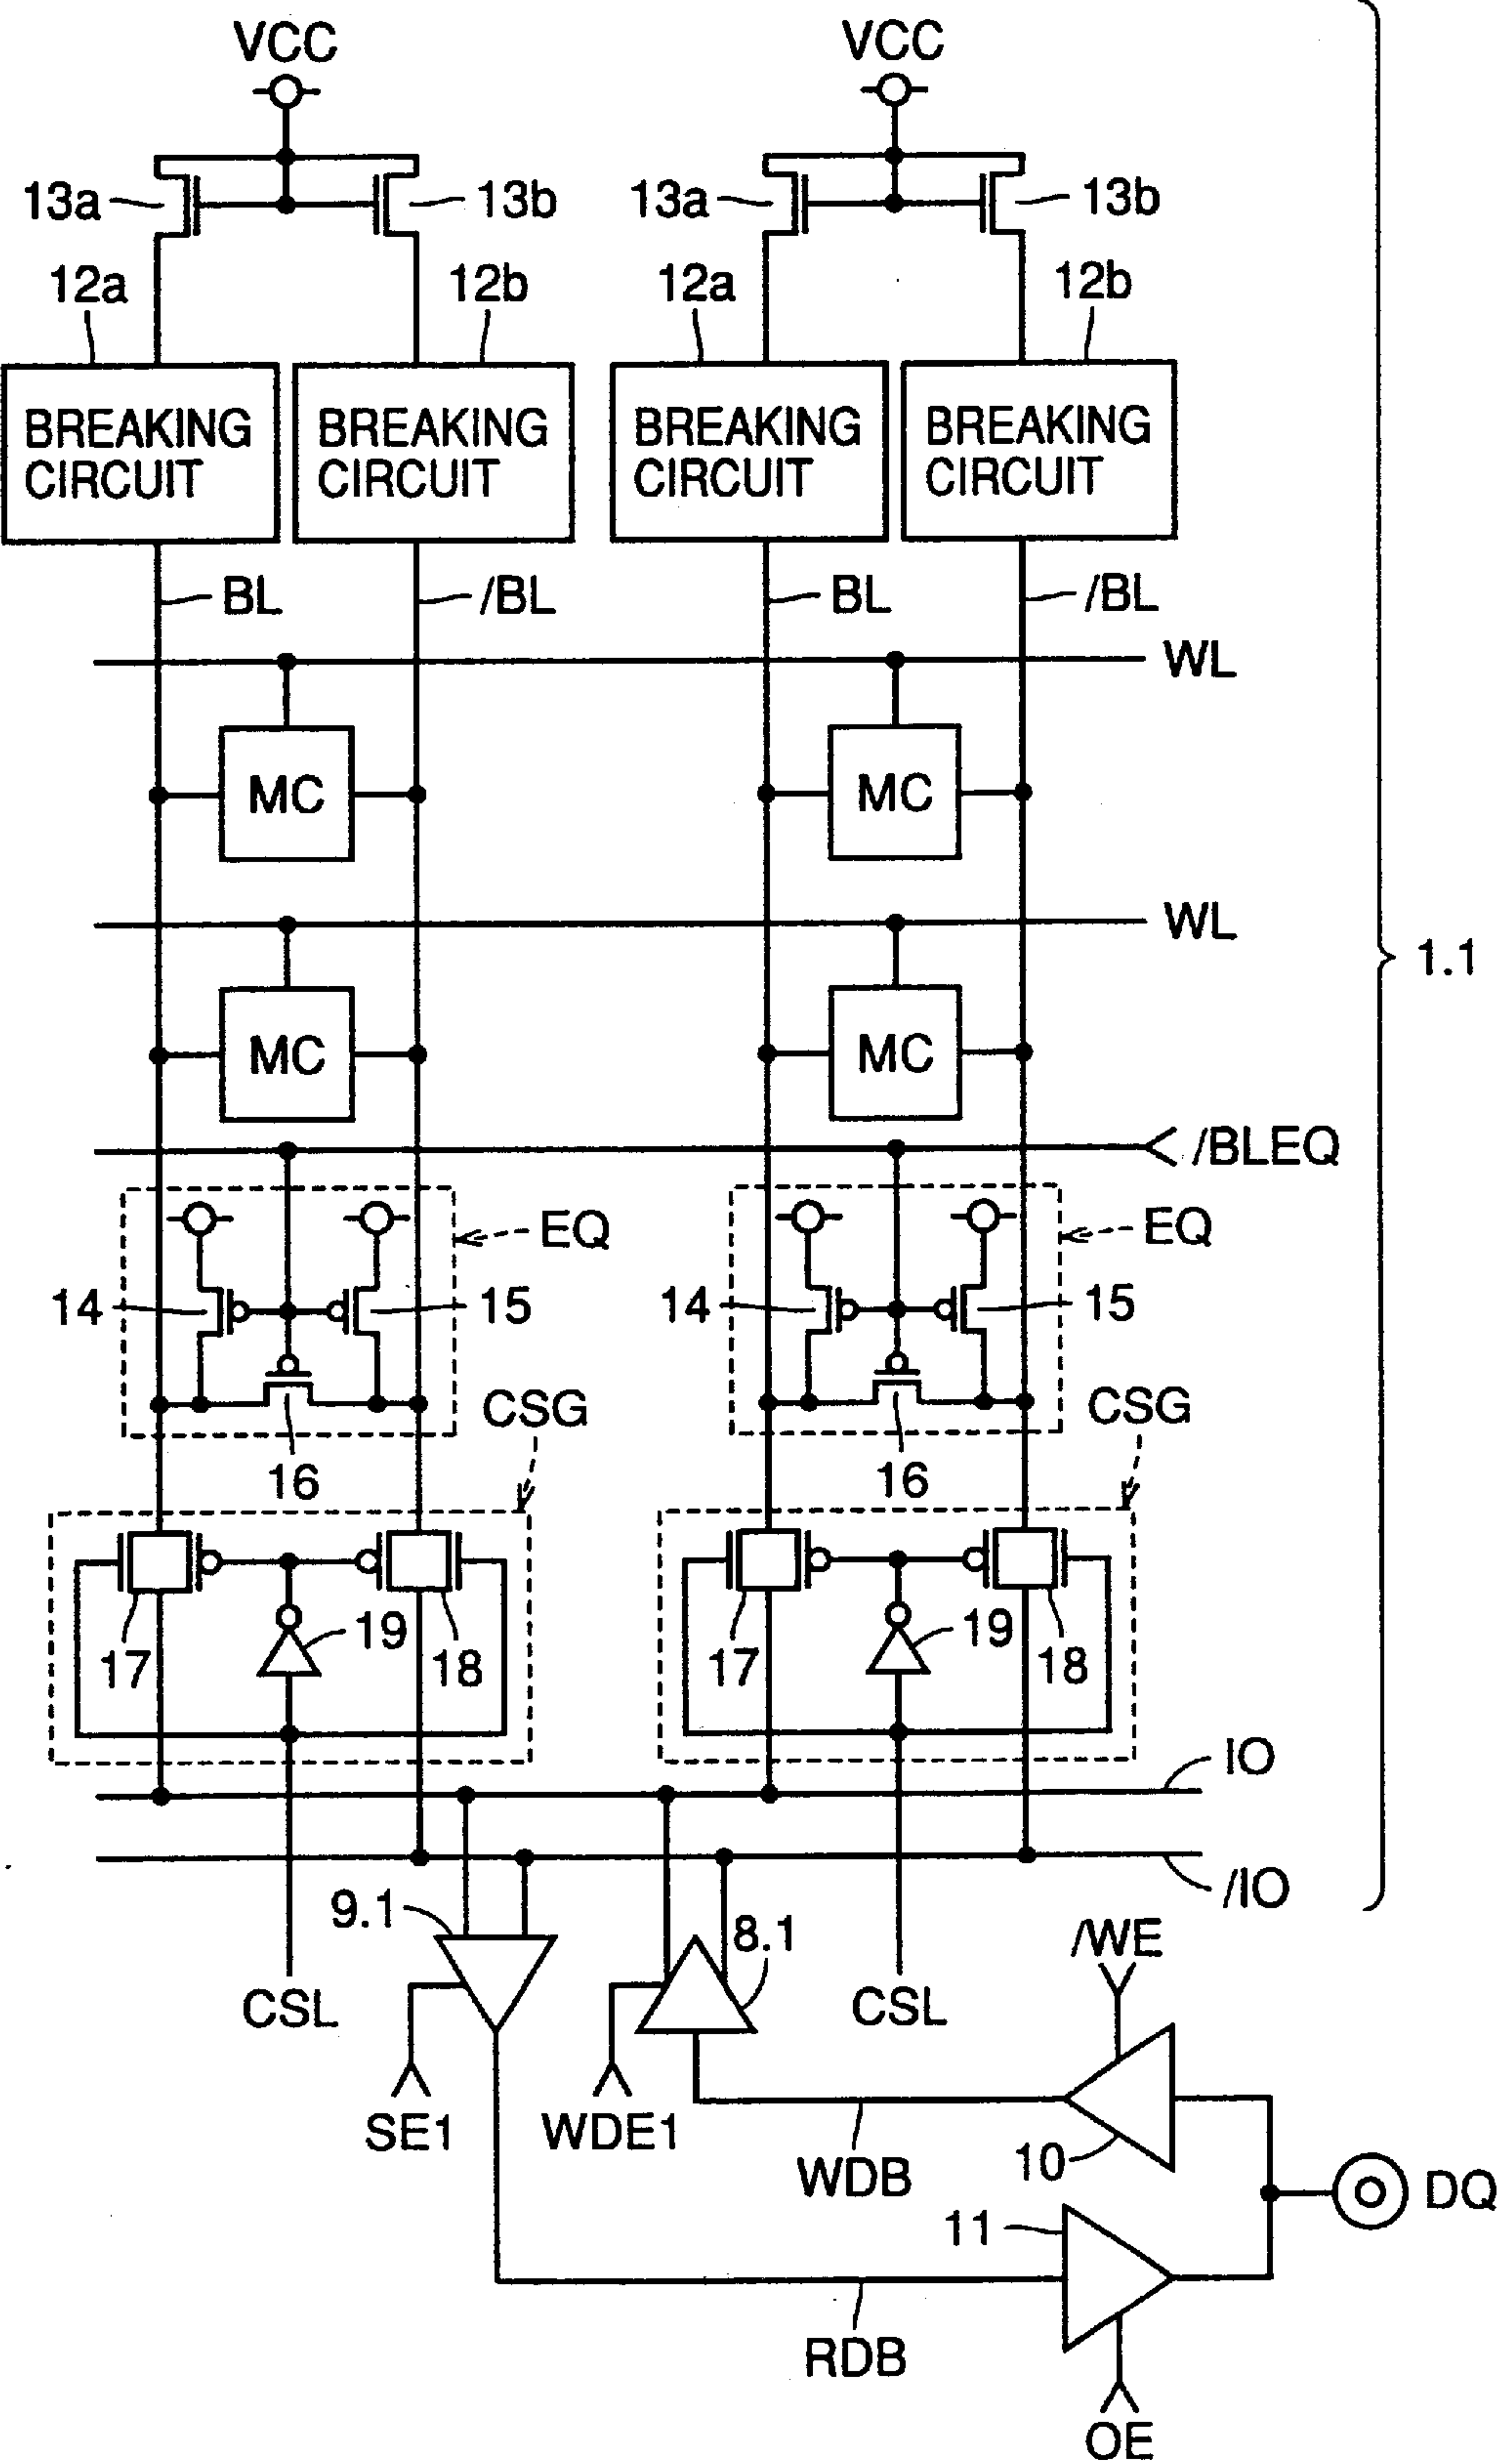 VCC VCC
13a 13b 13a 13b
12a 12b 12a 12b
BREAKING CIRCUIT
BREAKING CIRCUIT
BREAKING CIRCUIT
BREAKING CIRCUIT
BL /BL BL /BL
WL
MC MC
WL
1.1
MC MC
/BLEQ
EQ EQ
14 15 14 15
CSG CSG
16 16
17 19 18 17 19 18
IO
/IO
9.1 8.1 /WE
CSL CSL
SE1 WDE1
WDB 10
DQ
11
RDB
OE